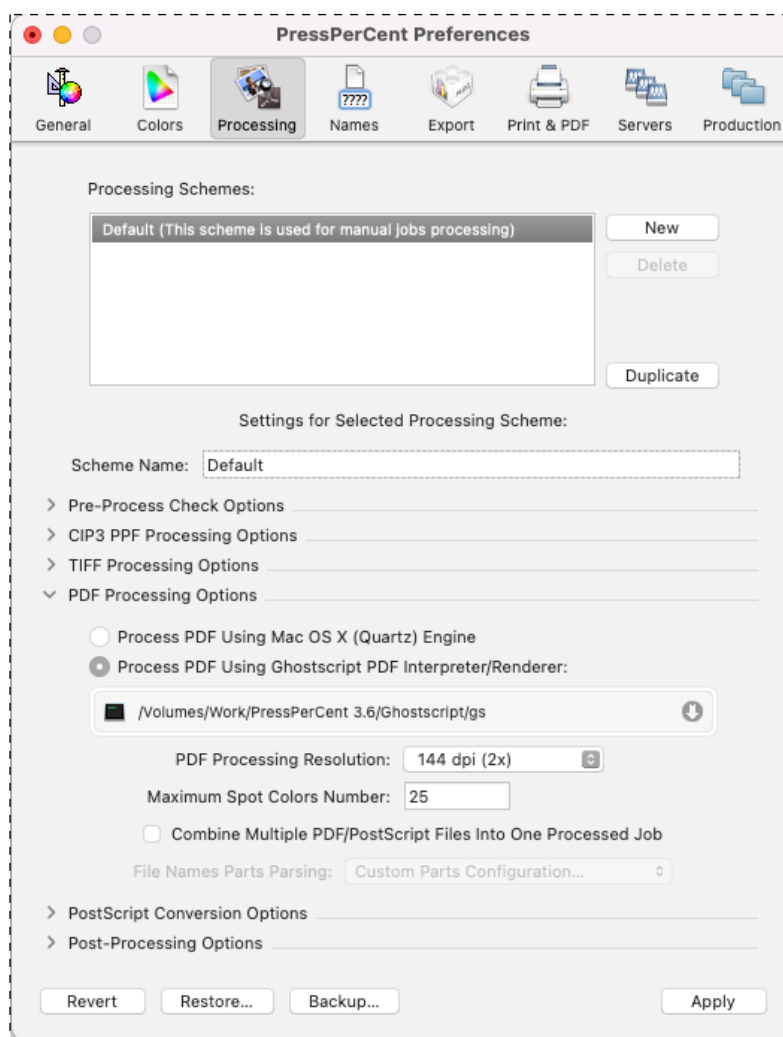 PressPerCent Preferences
General Colors Processing Names Export Print & PDF Servers Production
????
Processing Schemes:
Default (This scheme is used for manual jobs processing)
New
Delete
Duplicate
Settings for Selected Processing Scheme:
Scheme Name: Default
Pre-Process Check Options
CIP3 PPF Processing Options
TIFF Processing Options
PDF Processing Options
Process PDF Using Mac OS X (Quartz) Engine
Process PDF Using Ghostscript PDF Interpreter/Renderer:
/Volumes/Work/PressPerCent 3.6/Ghostscript/gs
PDF Processing Resolution: 144 dpi (2x)
Maximum Spot Colors Number: 25
Combine Multiple PDF/PostScript Files Into One Processed Job
File Names Parts Parsing: Custom Parts Configuration...
PostScript Conversion Options
Post-Processing Options
Revert Restore... Backup... Apply